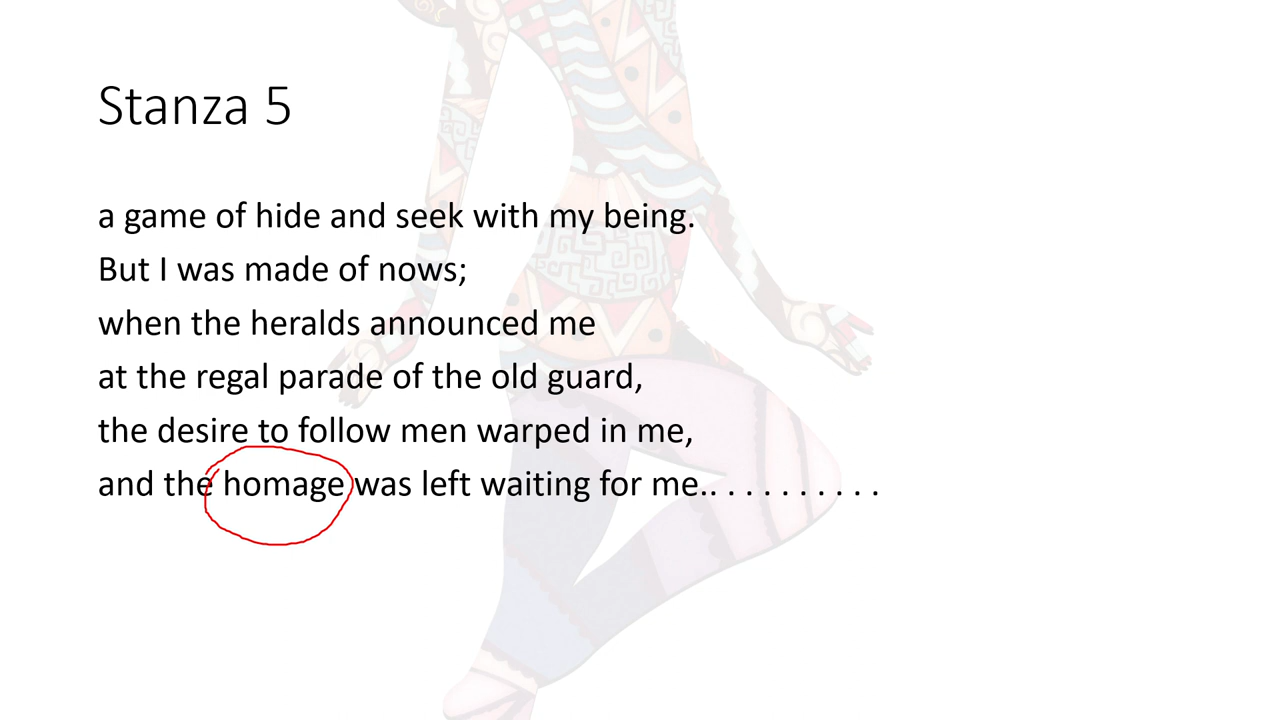 Stanza 5
a game of hide and seek with my being.
But I was made of nows;
when the heralds announced me
at the regal parade of the old guard,
the desire to follow men warped in me,
and the homage was left waiting for me.. . . . . . . . . .